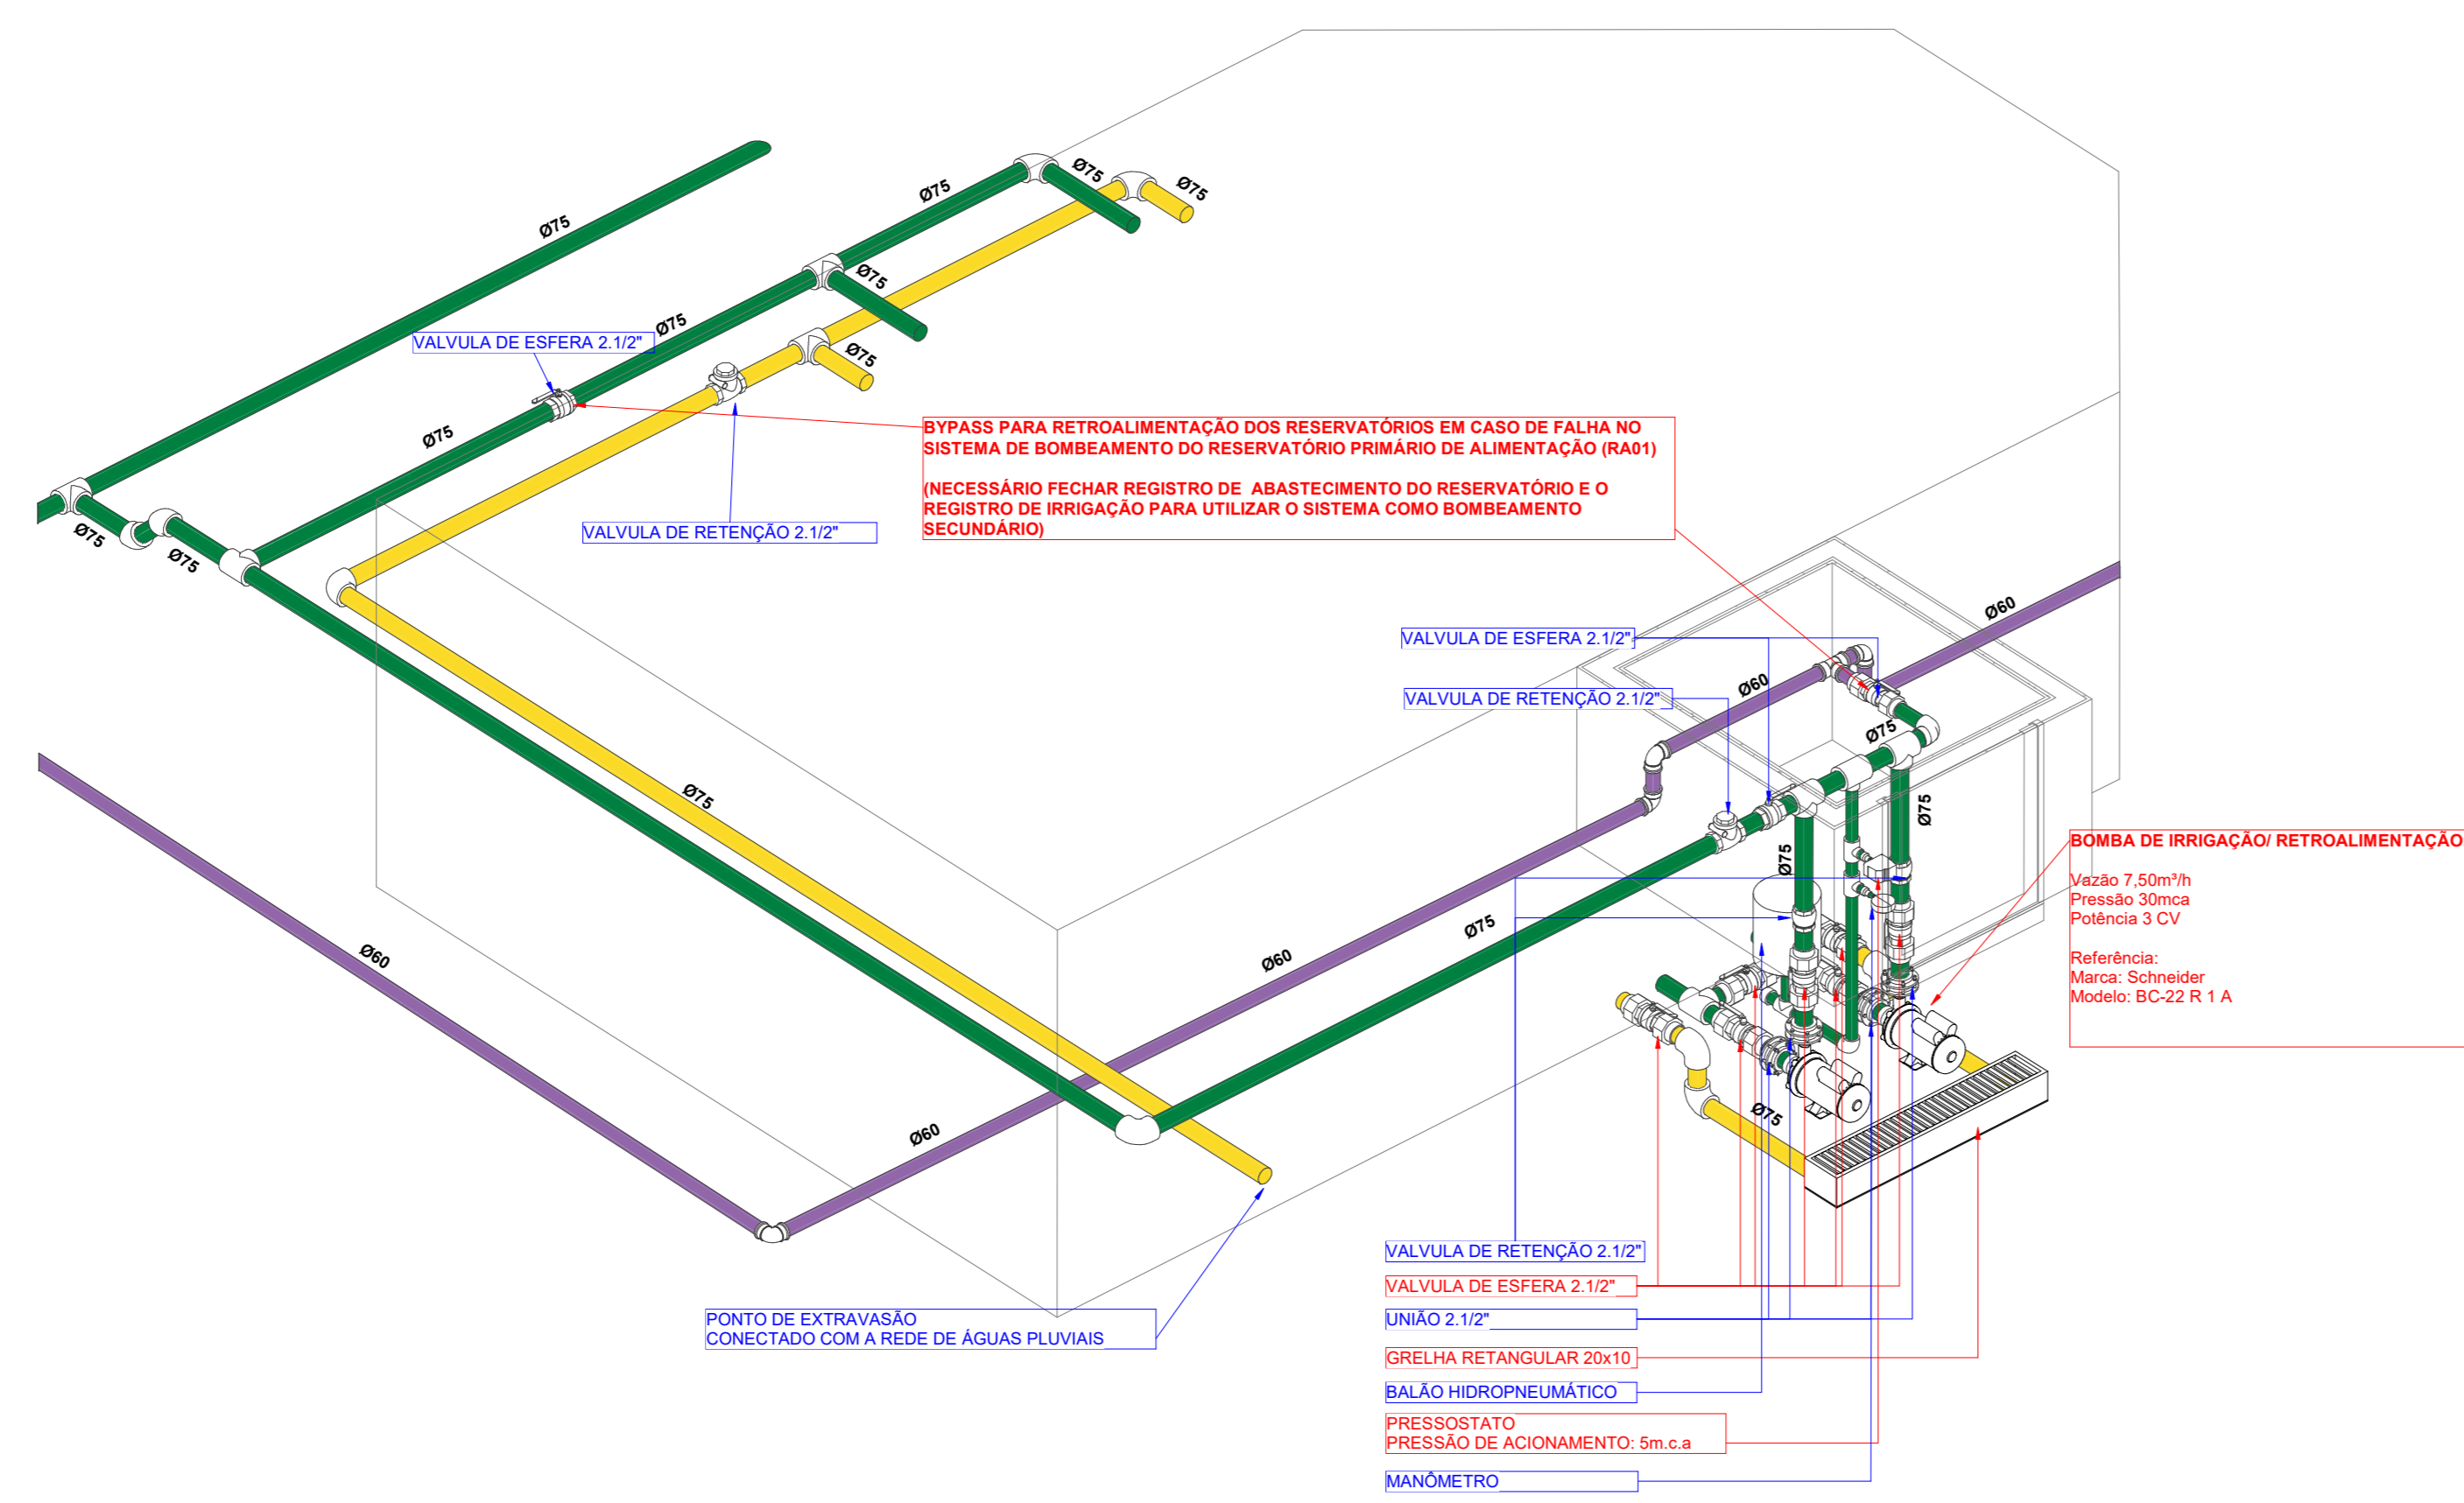 Ø75
Ø75
Ø75
Ø75
Ø75
Ø75
VALVULA DE ESFERA 2.1/2"
Ø75
Ø75
Ø75
BYPASS PARA RETROALIMENTAÇÃO DOS RESERVATÓRIOS EM CASO DE FALHA NO
SISTEMA DE BOMBEAMENTO DO RESERVATÓRIO PRIMÁRIO DE ALIMENTAÇÃO (RA01)
(NECESSÁRIO FECHAR REGISTRO DE ABASTECIMENTO DO RESERVATÓRIO E O
REGISTRO DE IRRIGAÇÃO PARA UTILIZAR O SISTEMA COMO BOMBEAMENTO
SECUNDÁRIO)
Ø75
Ø75
VALVULA DE RETENÇÃO 2.1/2"
Ø60
VALVULA DE ESFERA 2.1/2"
Ø60
VALVULA DE RETENÇÃO 2.1/2"
Ø75
Ø75
Ø75
Ø75
BOMBA DE IRRIGAÇÃO/ RETROALIMENTAÇÃO
Vazão 7,50m³/h
Pressão 30mca
Potência 3 CV
Referência:
Marca: Schneider
Modelo: BC-22 R 1 A
Ø75
Ø60
Ø60
Ø75
Ø60
VALVULA DE RETENÇÃO 2.1/2"
VALVULA DE ESFERA 2.1/2"
UNIÃO 2.1/2"
PONTO DE EXTRAVASÃO
CONECTADO COM A REDE DE ÁGUAS PLUVIAIS
GRELHA RETANGULAR 20x10
BALÃO HIDROPNEUMÁTICO
PRESSOSTATO
PRESSÃO DE ACIONAMENTO: 5m.c.a
MANÔMETRO